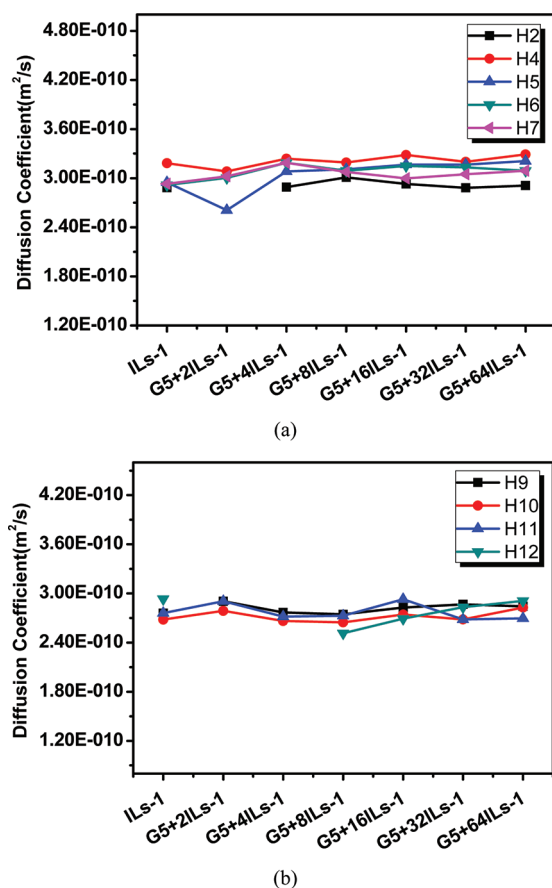 4.80E-010
4.20E-010
3.60E-010
3.00E-010
2.40E-010
1.80E-010
1.20E-010
Diffusion Coefficient(m²/s)
H2
H4
H5
H6
H7
ILs-1
G5+2ILs-1
G5+4ILs-1
G5+8ILs-1
G5+16ILs-1
G5+32ILs-1
G5+64ILs-1
(a)
4.20E-010
3.60E-010
3.00E-010
2.40E-010
1.80E-010
1.20E-010
Diffusion Coefficient(m²/s)
H9
H10
H11
H12
ILs-1
G5+2ILs-1
G5+4ILs-1
G5+8ILs-1
G5+16ILs-1
G5+32ILs-1
G5+64ILs-1
(b)